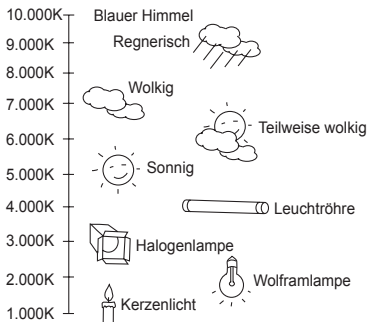 10.000K
Blauer Himmel
9.000K
Regnerisch
8.000K
7.000K
Wolkig
6.000K
Teilweise wolkig
5.000K
Sonnig
4.000K
Leuchtröhre
3.000K
Halogenlampe
2.000K
Wolframlampe
1.000K
Kerzenlicht